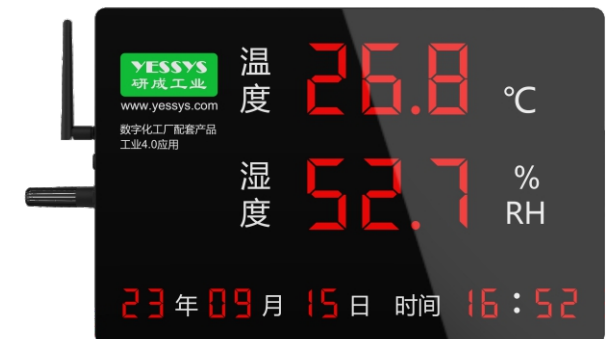 YESSYS
研成工业
www.yessys.com
数字化工厂配套产品
工业4.0应用
温度 26.8 ℃
湿度 52.7 %RH
23年09月15日 时间 16:52